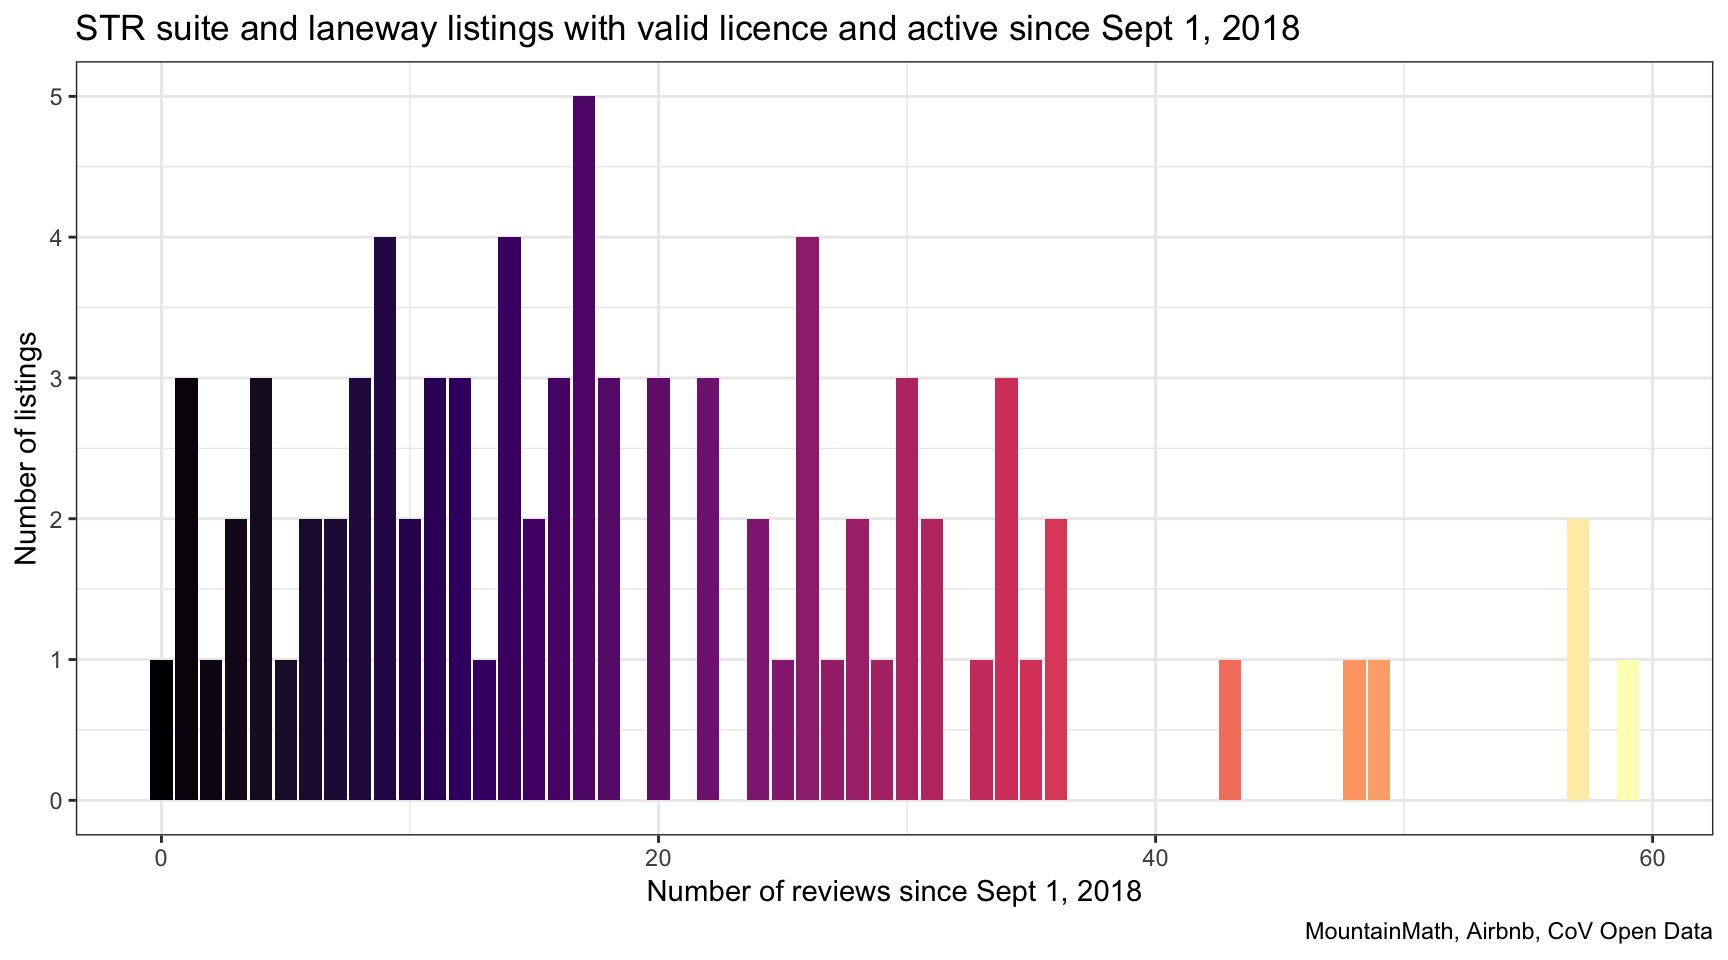 STR suite and laneway listings with valid licence and active since Sept 1, 2018
5
4
3
2
1
0
Number of listings
0 20 40 60
Number of reviews since Sept 1, 2018
MountainMath, Airbnb, CoV Open Data